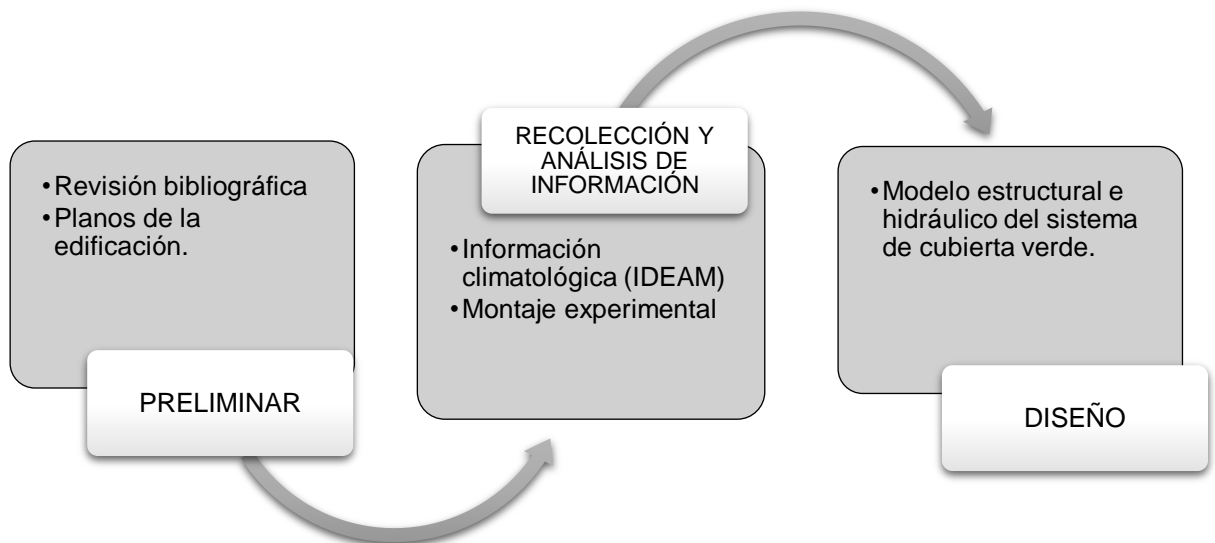 •Revisión bibliográfica
•Planos de la
edificación.
PRELIMINAR
RECOLECCIÓN Y
ANÁLISIS DE
INFORMACIÓN
•Información
climatológica (IDEAM)
•Montaje experimental
•Modelo estructural e
hidráulico del sistema
de cubierta verde.
DISEÑO